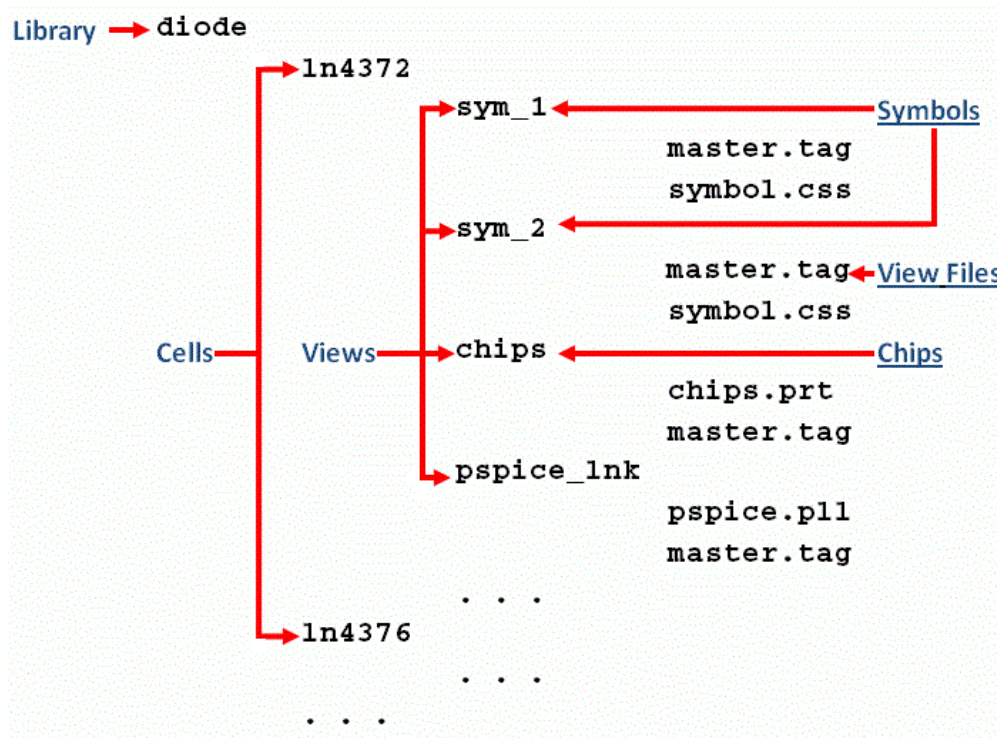 Library diode
1n4372
sym_1 Symbols
master.tag
symbol.css
sym_2
master.tag View Files
symbol.css
Cells Views chips Chips
chips.prt
master.tag
pspice_lnk
pspice.pll
master.tag
. . .
1n4376
. . .
. . .